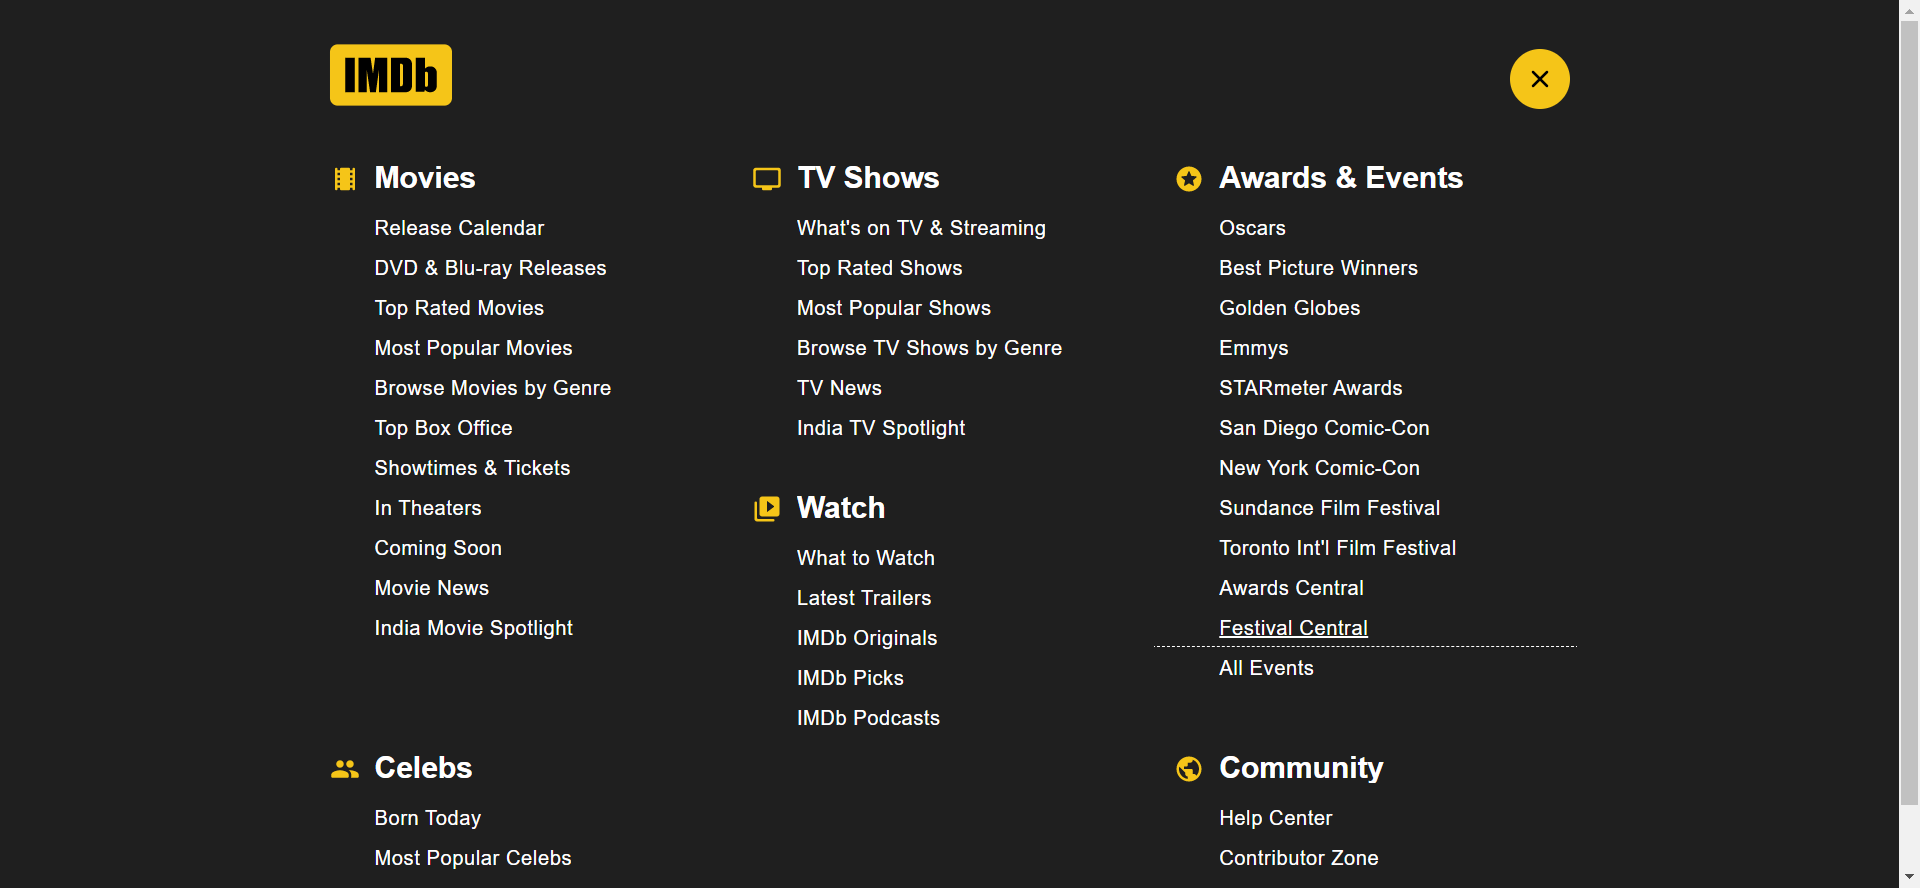 IMDb
Movies
Release Calendar
DVD & Blu-ray Releases
Top Rated Movies
Most Popular Movies
Browse Movies by Genre
Top Box Office
Showtimes & Tickets
In Theaters
Coming Soon
Movie News
India Movie Spotlight
TV Shows
What's on TV & Streaming
Top Rated Shows
Most Popular Shows
Browse TV Shows by Genre
TV News
India TV Spotlight
Watch
What to Watch
Latest Trailers
IMDb Originals
IMDb Picks
IMDb Podcasts
Awards & Events
Oscars
Best Picture Winners
Golden Globes
Emmys
STARmeter Awards
San Diego Comic-Con
New York Comic-Con
Sundance Film Festival
Toronto Int'l Film Festival
Awards Central
Festival Central
All Events
Celebs
Born Today
Most Popular Celebs
Community
Help Center
Contributor Zone